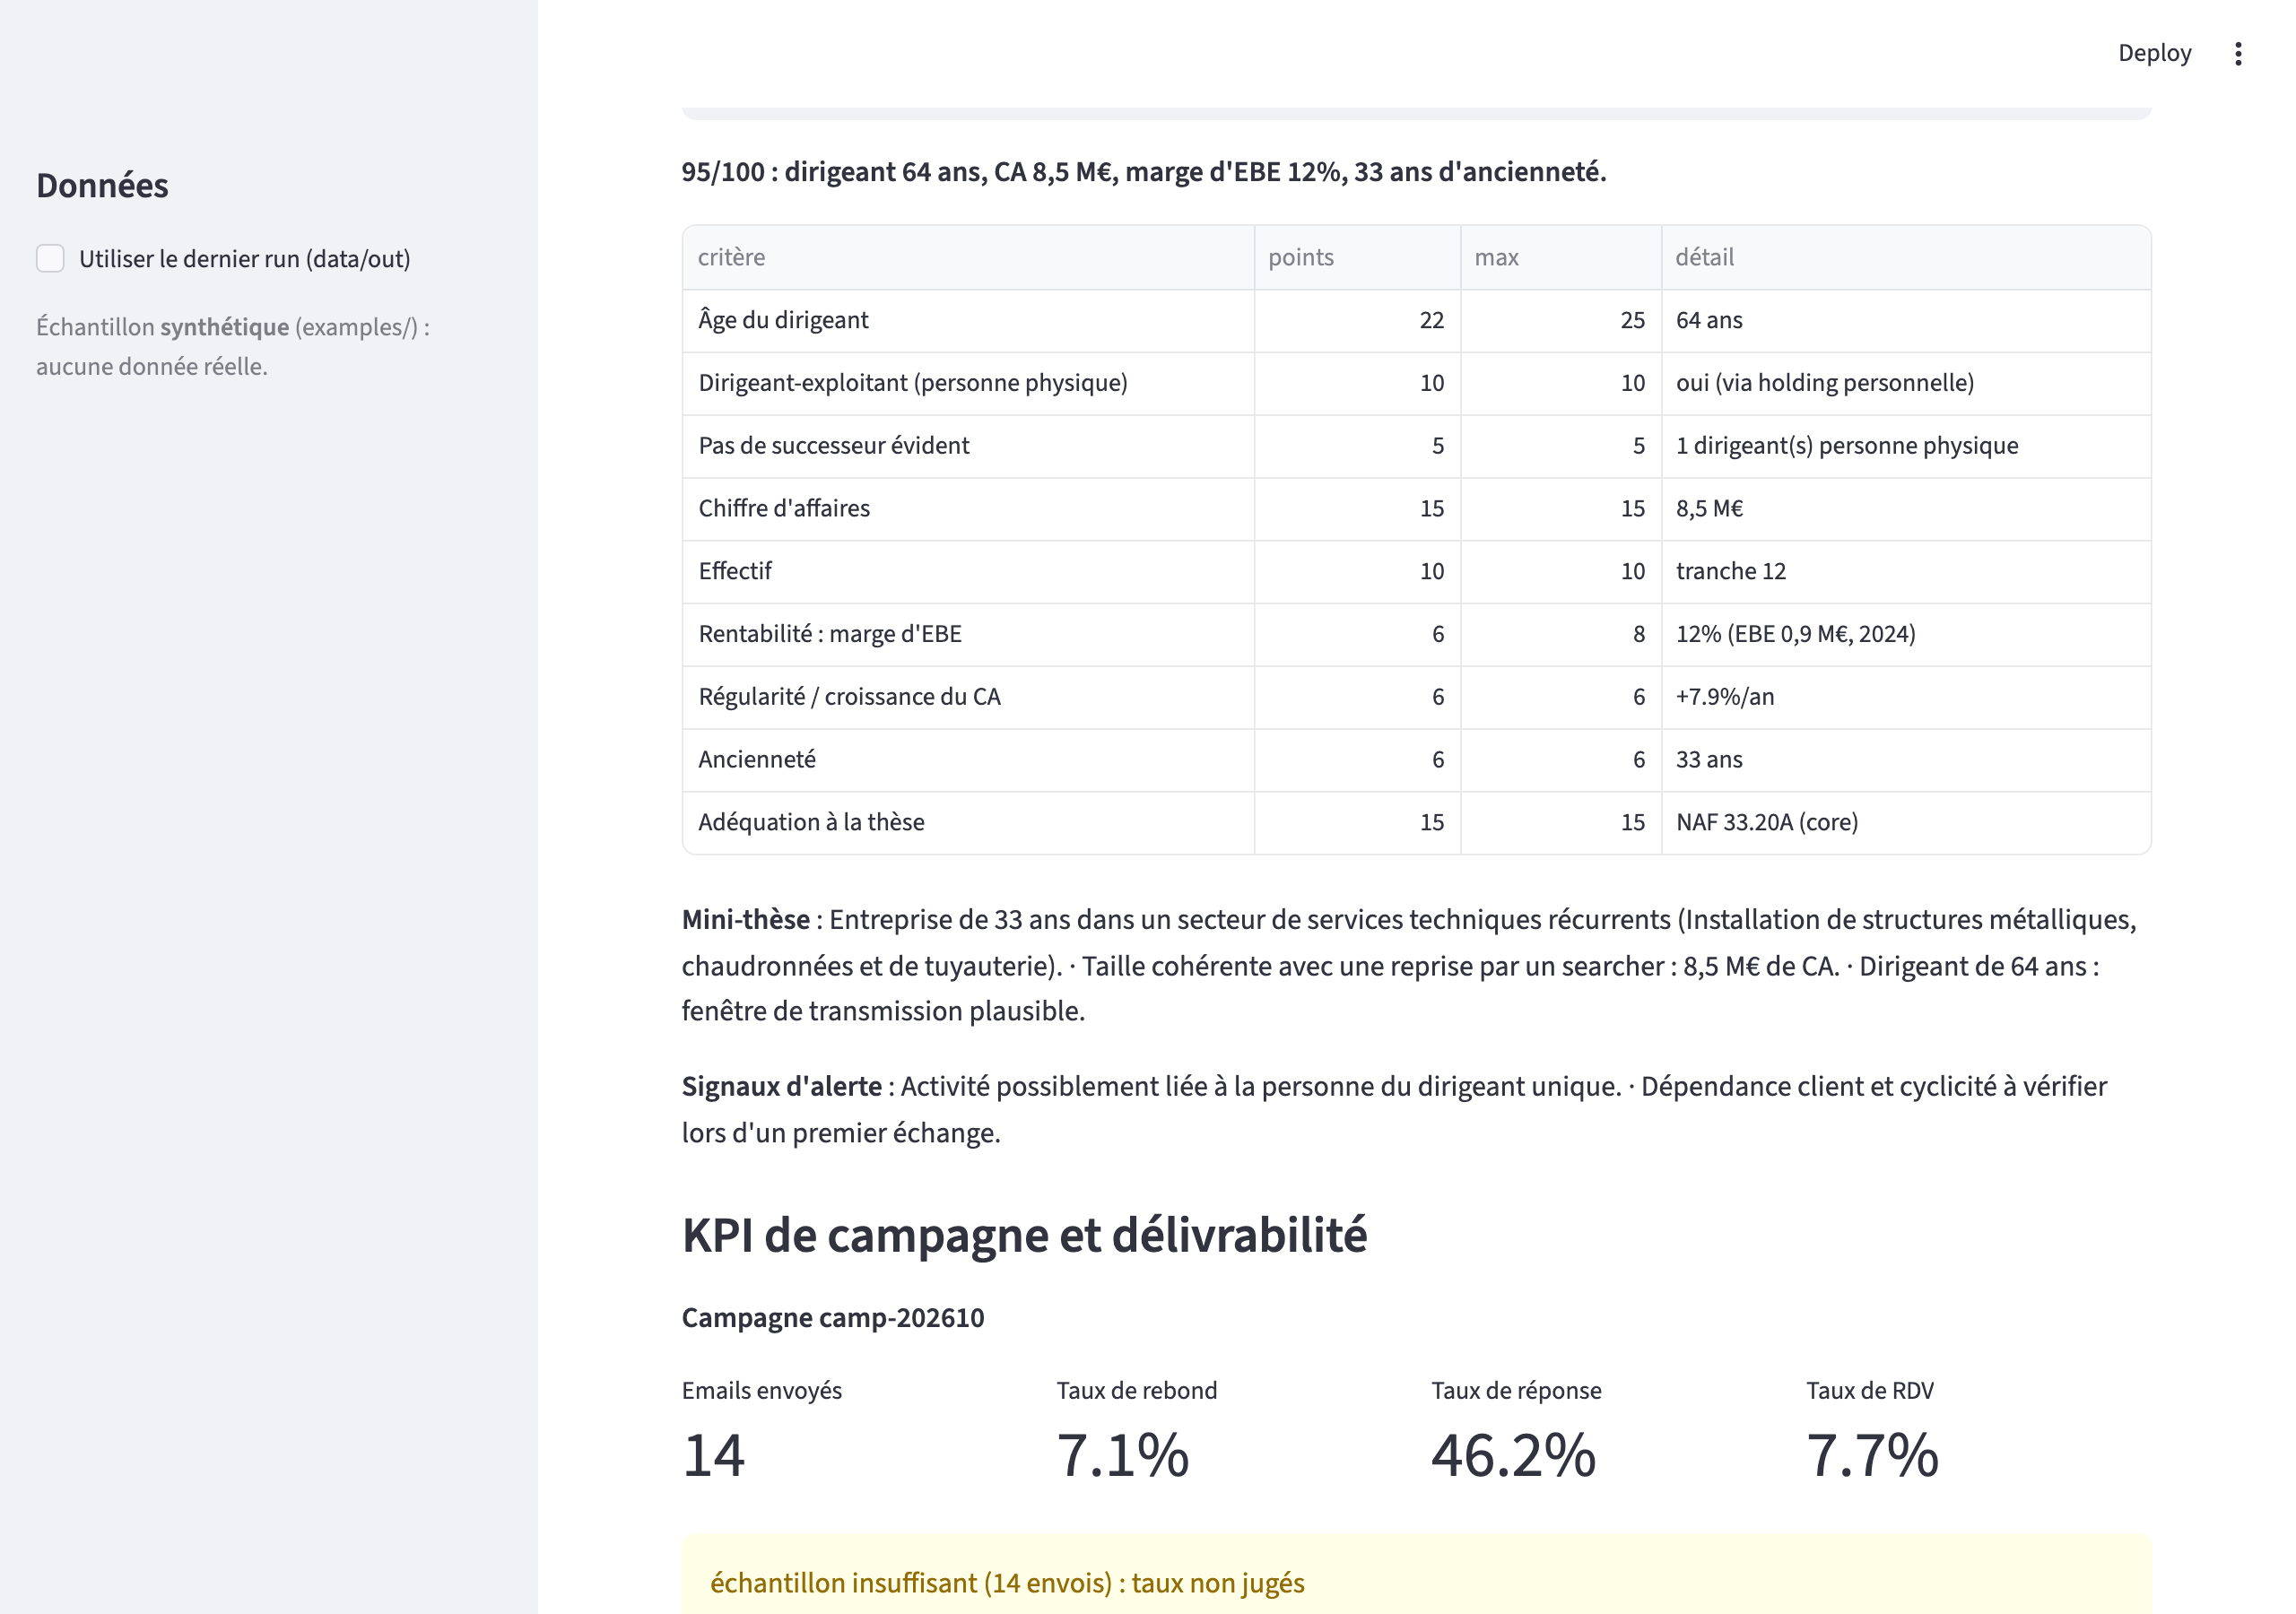 Deploy
Données
Utiliser le dernier run (data/out)
Échantillon synthétique (examples/) :
aucune donnée réelle.
95/100 : dirigeant 64 ans, CA 8,5 M€, marge d'EBE 12%, 33 ans d'ancienneté.
critère points max détail
Âge du dirigeant 22 25 64 ans
Dirigeant-exploitant (personne physique) 10 10 oui (via holding personnelle)
Pas de successeur évident 5 5 1 dirigeant(s) personne physique
Chiffre d'affaires 15 15 8,5 M€
Effectif 10 10 tranche 12
Rentabilité : marge d'EBE 6 8 12% (EBE 0,9 M€, 2024)
Régularité / croissance du CA 6 6 +7.9%/an
Ancienneté 6 6 33 ans
Adéquation à la thèse 15 15 NAF 33.20A (core)
Mini-thèse : Entreprise de 33 ans dans un secteur de services techniques récurrents (Installation de structures métalliques,
chaudronnées et de tuyauterie). · Taille cohérente avec une reprise par un searcher : 8,5 M€ de CA. · Dirigeant de 64 ans :
fenêtre de transmission plausible.
Signaux d'alerte : Activité possiblement liée à la personne du dirigeant unique. · Dépendance client et cyclicité à vérifier
lors d'un premier échange.
KPI de campagne et délivrabilité
Campagne camp-202610
Emails envoyés Taux de rebond Taux de réponse Taux de RDV
14 7.1% 46.2% 7.7%
échantillon insuffisant (14 envois) : taux non jugés